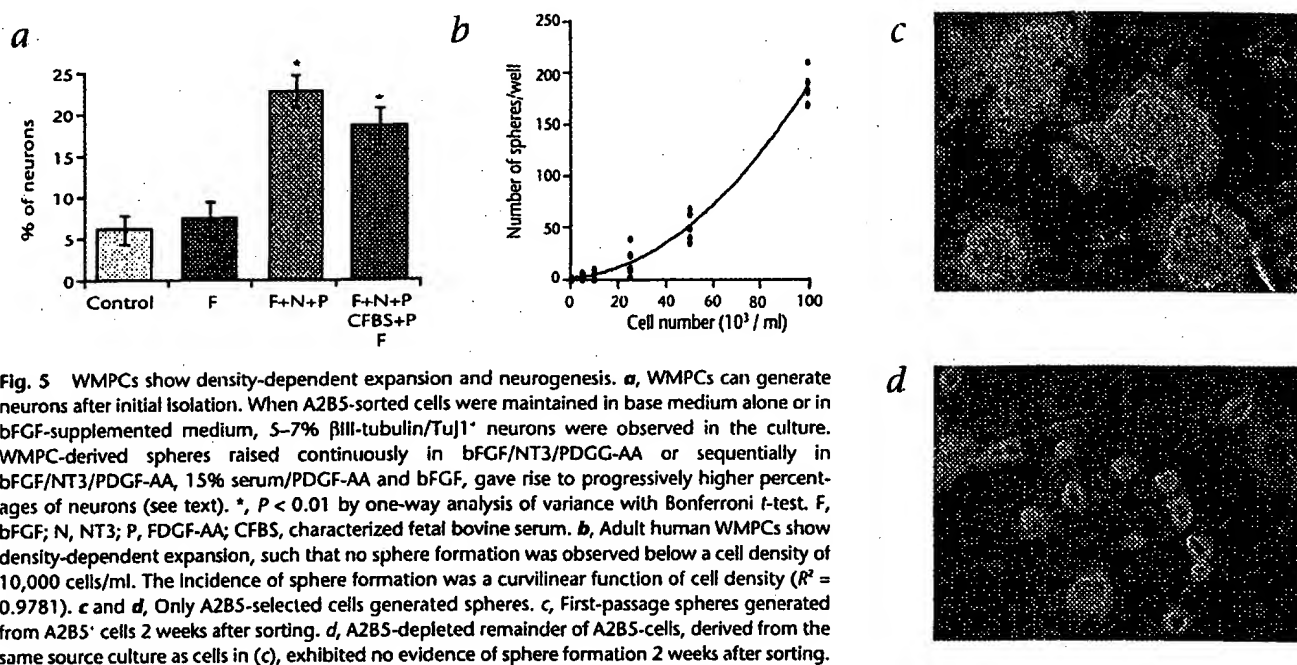 a
25
20
15
10
5
0
% of neurons
Control
F
F+N+P
F+N+P
CFBS+P
F
*
*
b
250
200
150
100
50
0
Number of spheres/well
0
20
40
60
80
100
Cell number (10³ / ml)
c
d
Fig. 5 WMPCs show density-dependent expansion and neurogenesis. a, WMPCs can generate
neurons after initial isolation. When A2B5-sorted cells were maintained in base medium alone or in
bFGF-supplemented medium, 5–7% βIII-tubulin/TuJ1⁺ neurons were observed in the culture.
WMPC-derived spheres raised continuously in bFGF/NT3/PDGG-AA or sequentially in
bFGF/NT3/PDGF-AA, 15% serum/PDGF-AA and bFGF, gave rise to progressively higher percent-
ages of neurons (see text). *, P < 0.01 by one-way analysis of variance with Bonferroni t-test. F,
bFGF; N, NT3; P, FDGF-AA; CFBS, characterized fetal bovine serum. b, Adult human WMPCs show
density-dependent expansion, such that no sphere formation was observed below a cell density of
10,000 cells/ml. The incidence of sphere formation was a curvilinear function of cell density (R² =
0.9781). c and d, Only A2B5-selected cells generated spheres. c, First-passage spheres generated
from A2B5⁺ cells 2 weeks after sorting. d, A2B5-depleted remainder of A2B5-cells, derived from the
same source culture as cells in (c), exhibited no evidence of sphere formation 2 weeks after sorting.